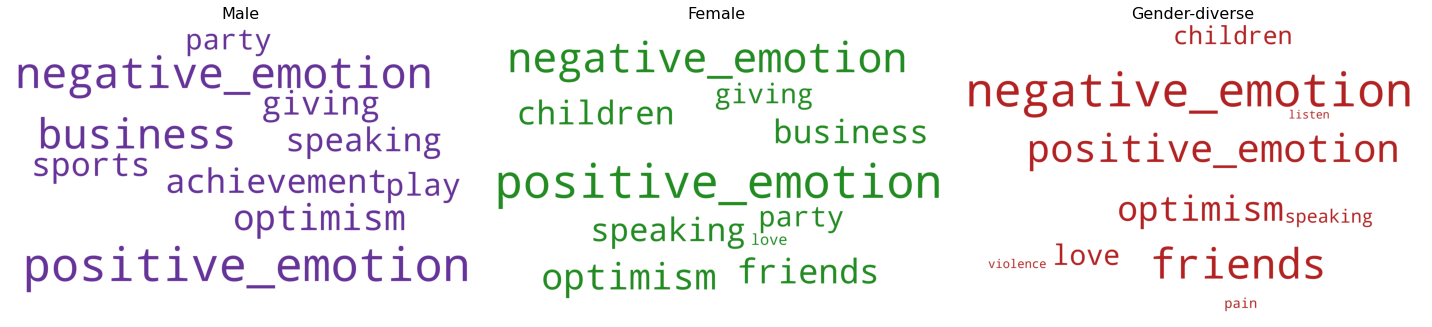 Male
party
negative_emotion
giving
business
speaking
sports
achievement
play
optimism
positive_emotion
Female
negative_emotion
giving
children
business
positive_emotion
party
speaking
love
friends
optimism
Gender-diverse
children
negative_emotion
listen
positive_emotion
optimism
speaking
love
violence
friends
pain